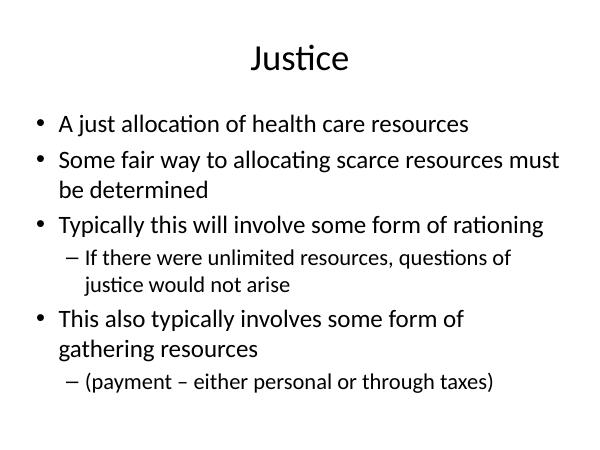 Justice
• A just allocation of health care resources
• Some fair way to allocating scarce resources must
be determined
• Typically this will involve some form of rationing
– If there were unlimited resources, questions of
justice would not arise
• This also typically involves some form of
gathering resources
– (payment – either personal or through taxes)